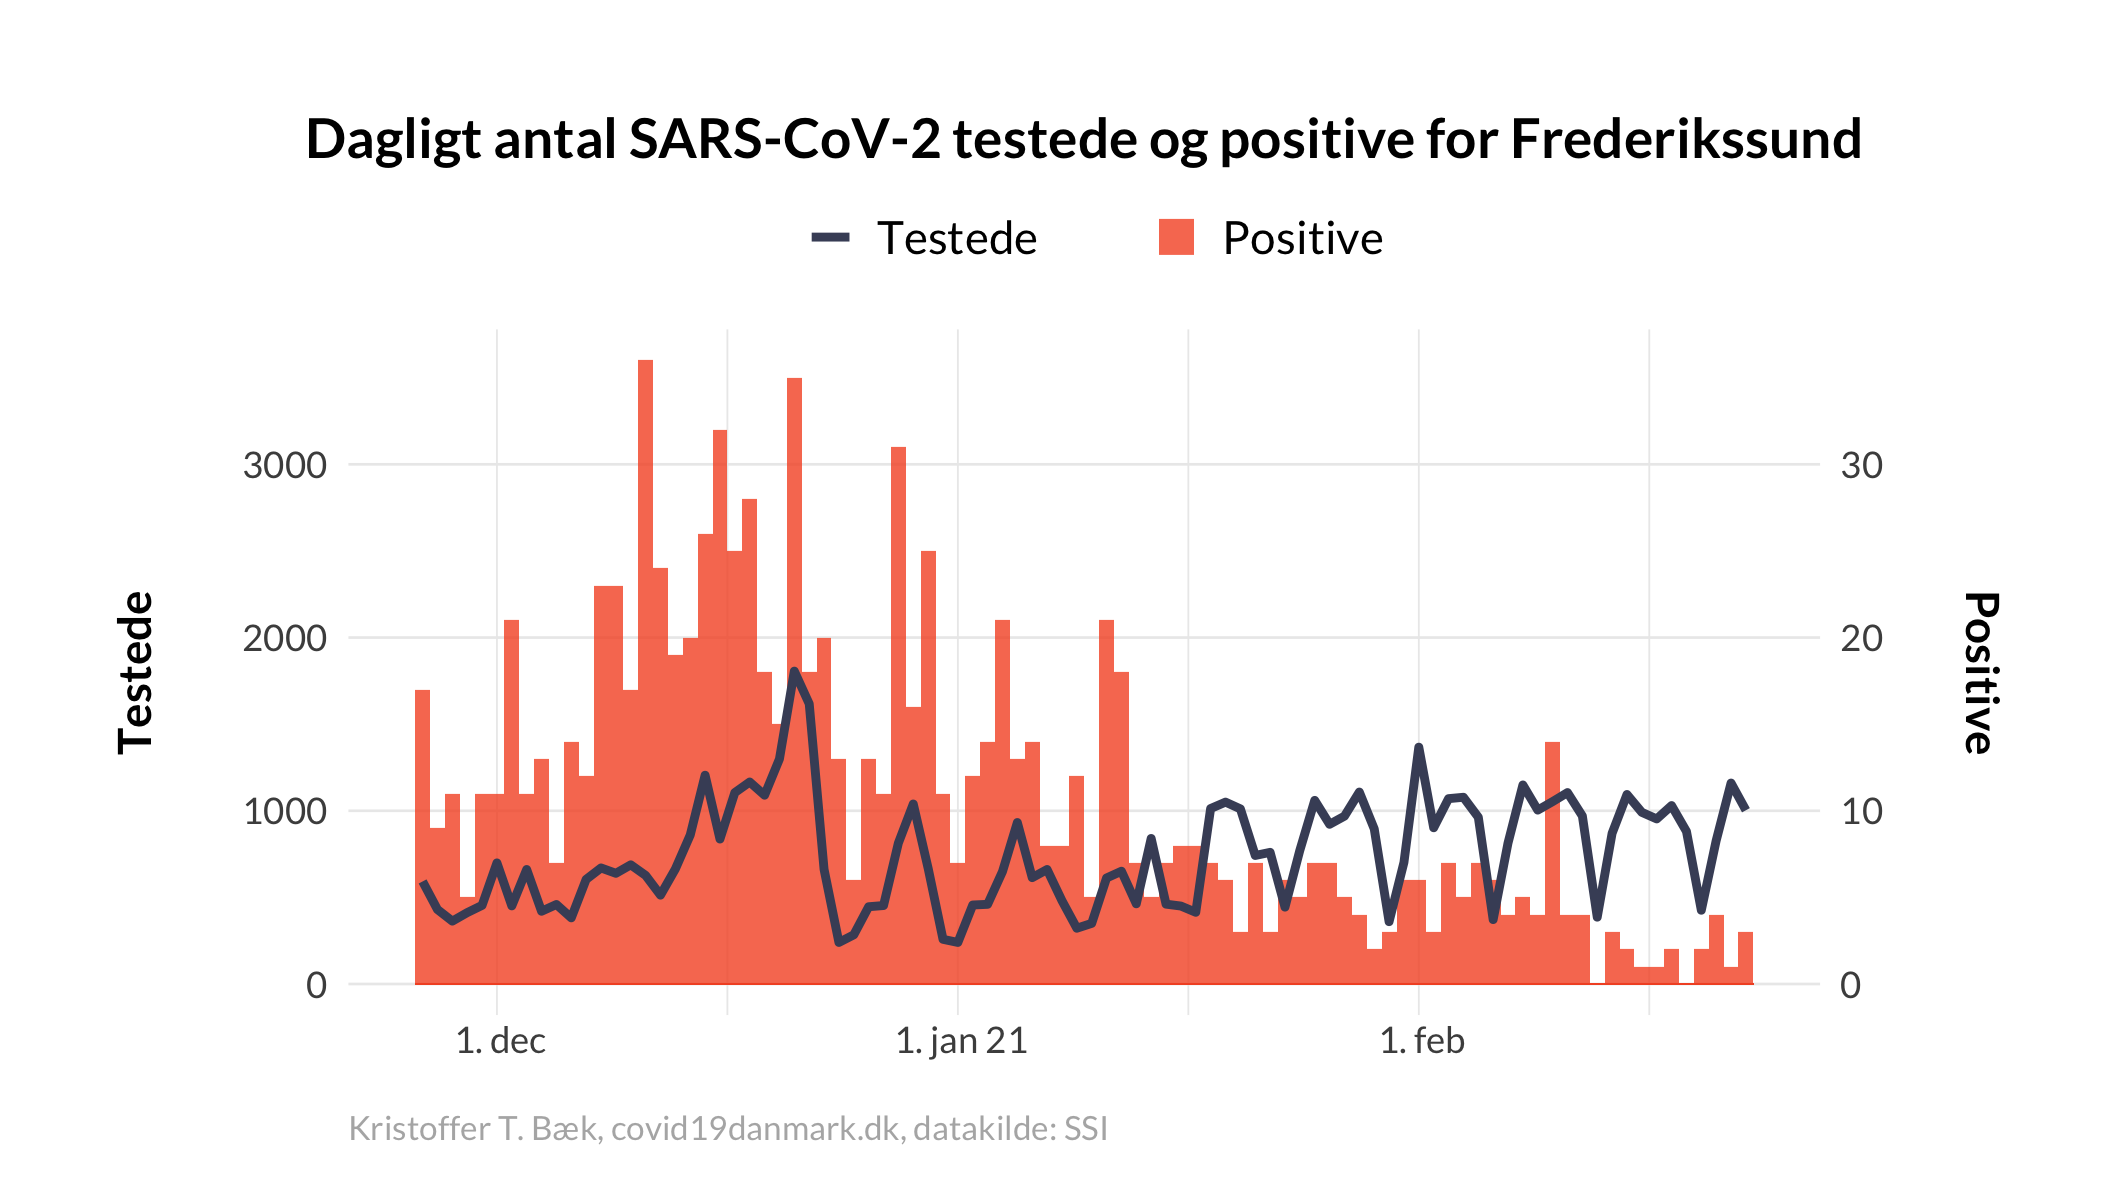 Dagligt antal SARS-CoV-2 testede og positive for Frederikssund
Testede
Positive
3000
2000
1000
0
30
20
10
0
Testede
Positive
1. dec
1. jan 21
1. feb
Kristoffer T. Bæk, covid19danmark.dk, datakilde: SSI